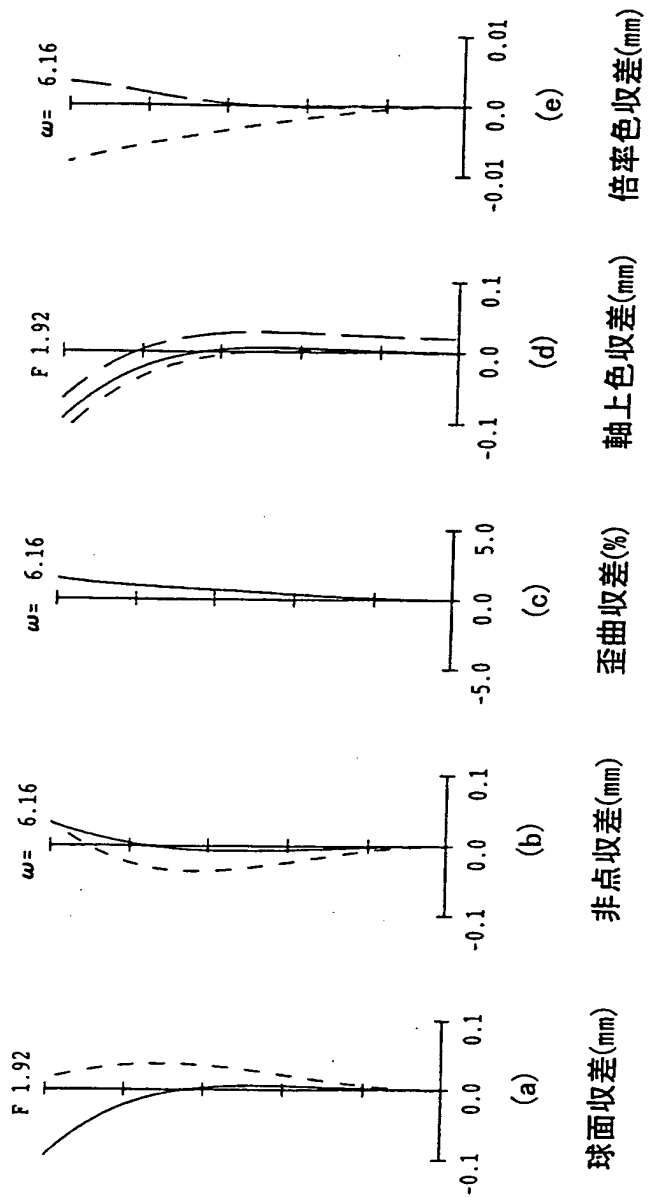 F 1.92
-0.1 0.0 0.1
(a)
球面収差(mm)
ω= 6.16
-0.1 0.0 0.1
(b)
非点収差(mm)
ω= 6.16
-5.0 0.0 5.0
(c)
歪曲収差(%)
F 1.92
-0.1 0.0 0.1
(d)
軸上色収差(mm)
ω= 6.16
-0.01 0.0 0.01
(e)
倍率色収差(mm)